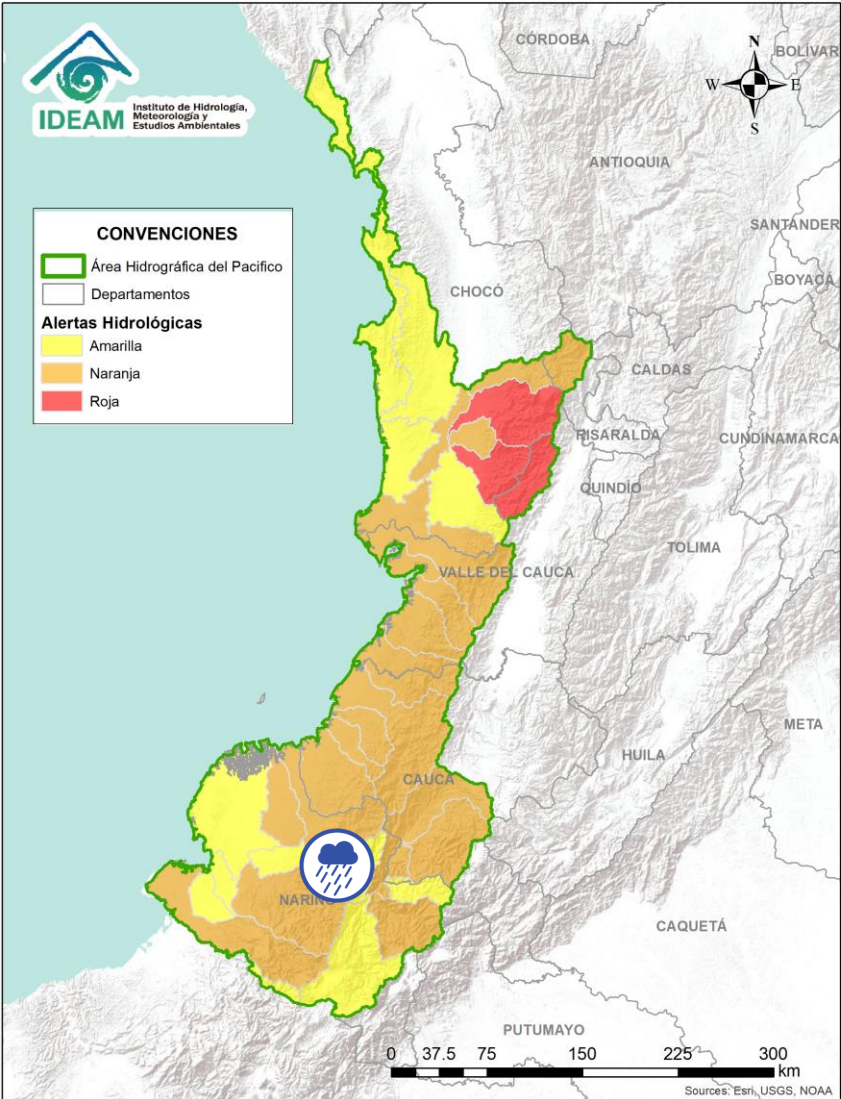 CÓRDOBA
BOLÍVAR
N
W
E
S
IDEAM
Instituto de Hidrología,
Meteorología y
Estudios Ambientales
ANTIOQUIA
SANTANDER
CONVENCIONES
Área Hidrográfica del Pacifico
Departamentos
Alertas Hidrológicas
Amarilla
Naranja
Roja
BOYACÁ
CHOCÓ
CALDAS
RISARALDA
CUNDINAMARCA
QUINDÍO
TOLIMA
VALLE DEL CAUCA
META
HUILA
CAUCA
NARIÑO
CAQUETÁ
PUTUMAYO
0 37.5 75 150 225 300
km
Sources: Esri, USGS, NOAA